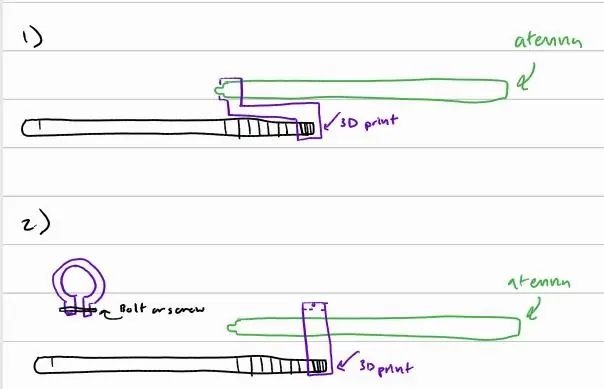 1)
atenna
3D print
2)
Bolt or screw
atenna
3D print